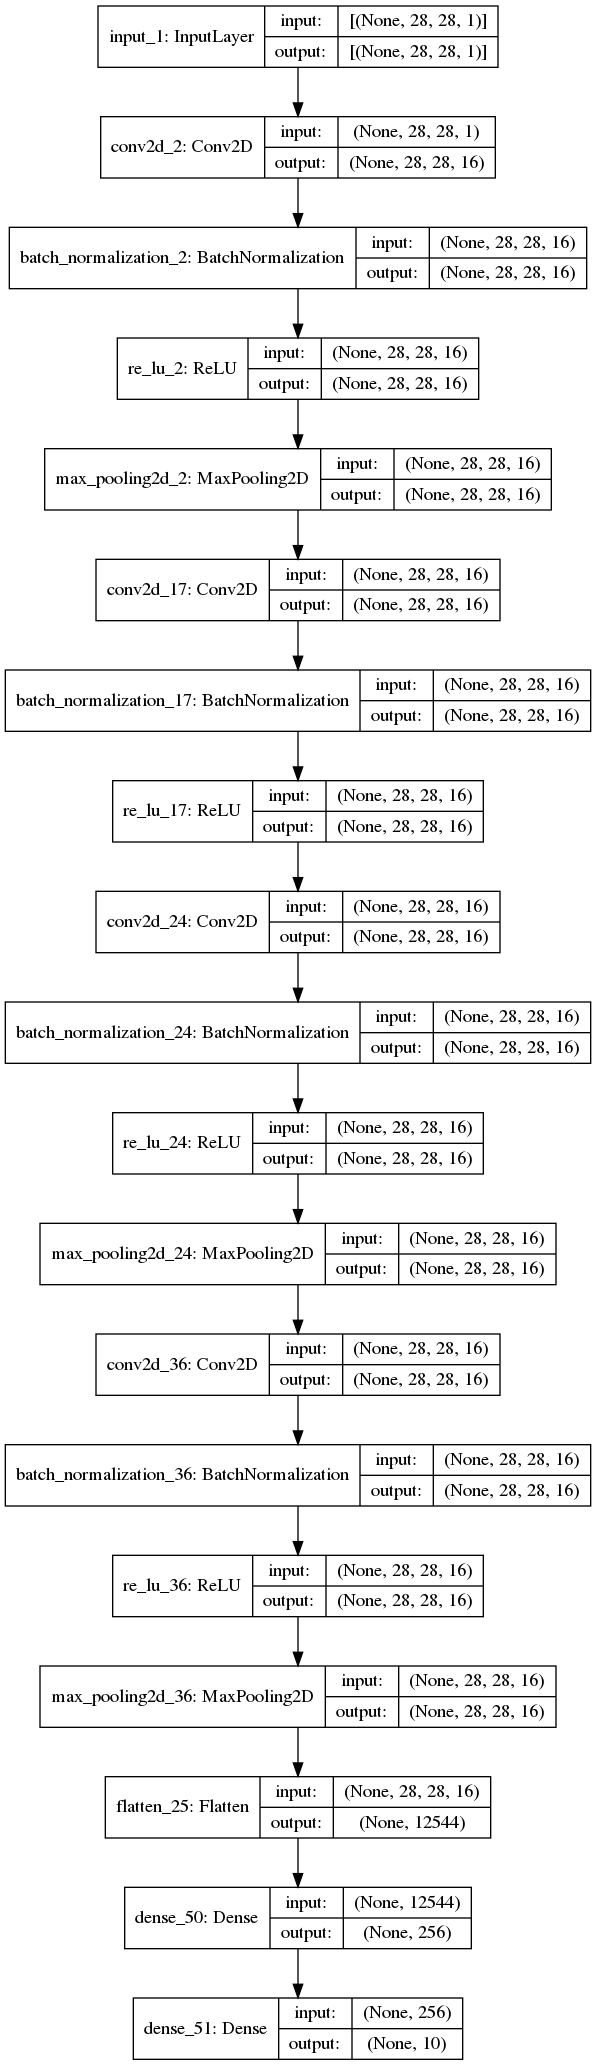 input_1: InputLayer
input: [(None, 28, 28, 1)]
output: [(None, 28, 28, 1)]
conv2d_2: Conv2D
input: (None, 28, 28, 1)
output: (None, 28, 28, 16)
batch_normalization_2: BatchNormalization
input: (None, 28, 28, 16)
output: (None, 28, 28, 16)
re_lu_2: ReLU
input: (None, 28, 28, 16)
output: (None, 28, 28, 16)
max_pooling2d_2: MaxPooling2D
input: (None, 28, 28, 16)
output: (None, 28, 28, 16)
conv2d_17: Conv2D
input: (None, 28, 28, 16)
output: (None, 28, 28, 16)
batch_normalization_17: BatchNormalization
input: (None, 28, 28, 16)
output: (None, 28, 28, 16)
re_lu_17: ReLU
input: (None, 28, 28, 16)
output: (None, 28, 28, 16)
conv2d_24: Conv2D
input: (None, 28, 28, 16)
output: (None, 28, 28, 16)
batch_normalization_24: BatchNormalization
input: (None, 28, 28, 16)
output: (None, 28, 28, 16)
re_lu_24: ReLU
input: (None, 28, 28, 16)
output: (None, 28, 28, 16)
max_pooling2d_24: MaxPooling2D
input: (None, 28, 28, 16)
output: (None, 28, 28, 16)
conv2d_36: Conv2D
input: (None, 28, 28, 16)
output: (None, 28, 28, 16)
batch_normalization_36: BatchNormalization
input: (None, 28, 28, 16)
output: (None, 28, 28, 16)
re_lu_36: ReLU
input: (None, 28, 28, 16)
output: (None, 28, 28, 16)
max_pooling2d_36: MaxPooling2D
input: (None, 28, 28, 16)
output: (None, 28, 28, 16)
flatten_25: Flatten
input: (None, 28, 28, 16)
output: (None, 12544)
dense_50: Dense
input: (None, 12544)
output: (None, 256)
dense_51: Dense
input: (None, 256)
output: (None, 10)